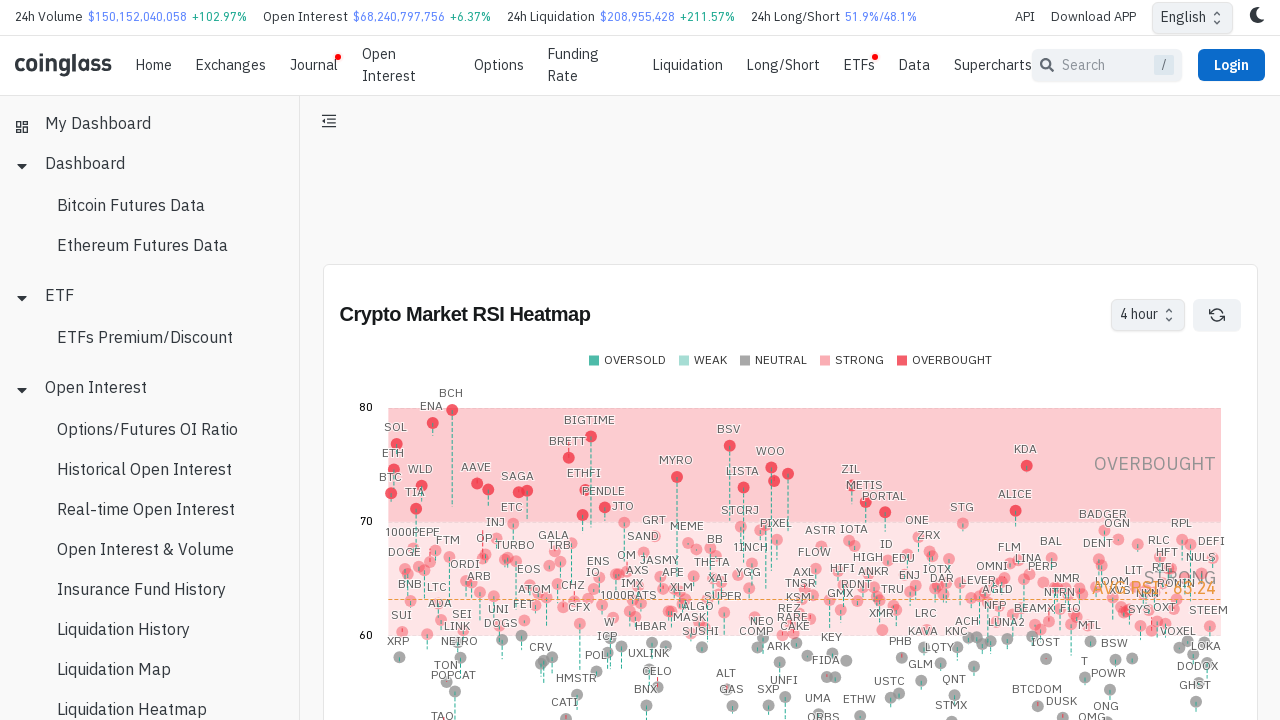 24h Volume $150,152,040,058 +102.97% Open Interest $68,240,797,756 +6.37% 24h Liquidation $208,955,428 +211.57% 24h Long/Short 51.9%/48.1% API Download APP English
coinglass Home Exchanges Journal Open Interest Options Funding Rate Liquidation Long/Short ETFs Data Supercharts Search / Login
My Dashboard
Dashboard
Bitcoin Futures Data
Ethereum Futures Data
ETF
ETFs Premium/Discount
Open Interest
Options/Futures OI Ratio
Historical Open Interest
Real-time Open Interest
Open Interest & Volume
Insurance Fund History
Liquidation History
Liquidation Map
Liquidation Heatmap
Crypto Market RSI Heatmap
4 hour
OVERSOLD WEAK NEUTRAL STRONG OVERBOUGHT
BCH
80
ENA
SOL BIGTIME BSV
ETH BRETT WOO KDA
MYRO OVERBOUGHT
BTC WLD AAVE SAGA ETHFI LISTA ZIL
TIA PENDLE METIS
ETC JTO PORTAL ALICE
STORJ STG
BADGER
70
INJ GRT MEME PIXEL ONE OGN RPL
1000PEPE SAND ASTR IOTA
FTM OP GALA BB ZRX BAL RLC DEFI
DOGE TURBO TRB 1INCH FLOW ID FLM DENT HFT
ORDI OM JASMY THETA HIGH EDU LINA NULS
EOS ENS AXS APE YGG AXL HIFI ANKR IOTX OMNI PERP LIT RIF
BNB ARB IO XAI ENJ DAR LEVER NMR STRONG
LTC ATOM CHZ IMX XLM TNSR RDNT TRU AGLD LOOM RONIN
1000RATS SUPER KSM GMX NTRN
ADA UNI FET CFX ALGO REZ XMR NFP BEAMX FIO SYS OXT STEEM
SUI SEI MASK RARE LRC
LINK DOGS W HBAR NEO CAKE ACH LUNA2 MTL
SUSHI COMP KAVA KNC VOXEL
60
XRP NEIRO ICP KEY PHB IOST BSW
CRV UXLINK ARK LQTY LOKA
TON POLI FIDA GLM T DODOX
POPCAT HMSTR CELO ALT UNFI USTC QNT POWR
BNX GAS SXP BTCDOM GHST
CATI UMA ETHW STMX DUSK ONG
TAO ORBS OMG